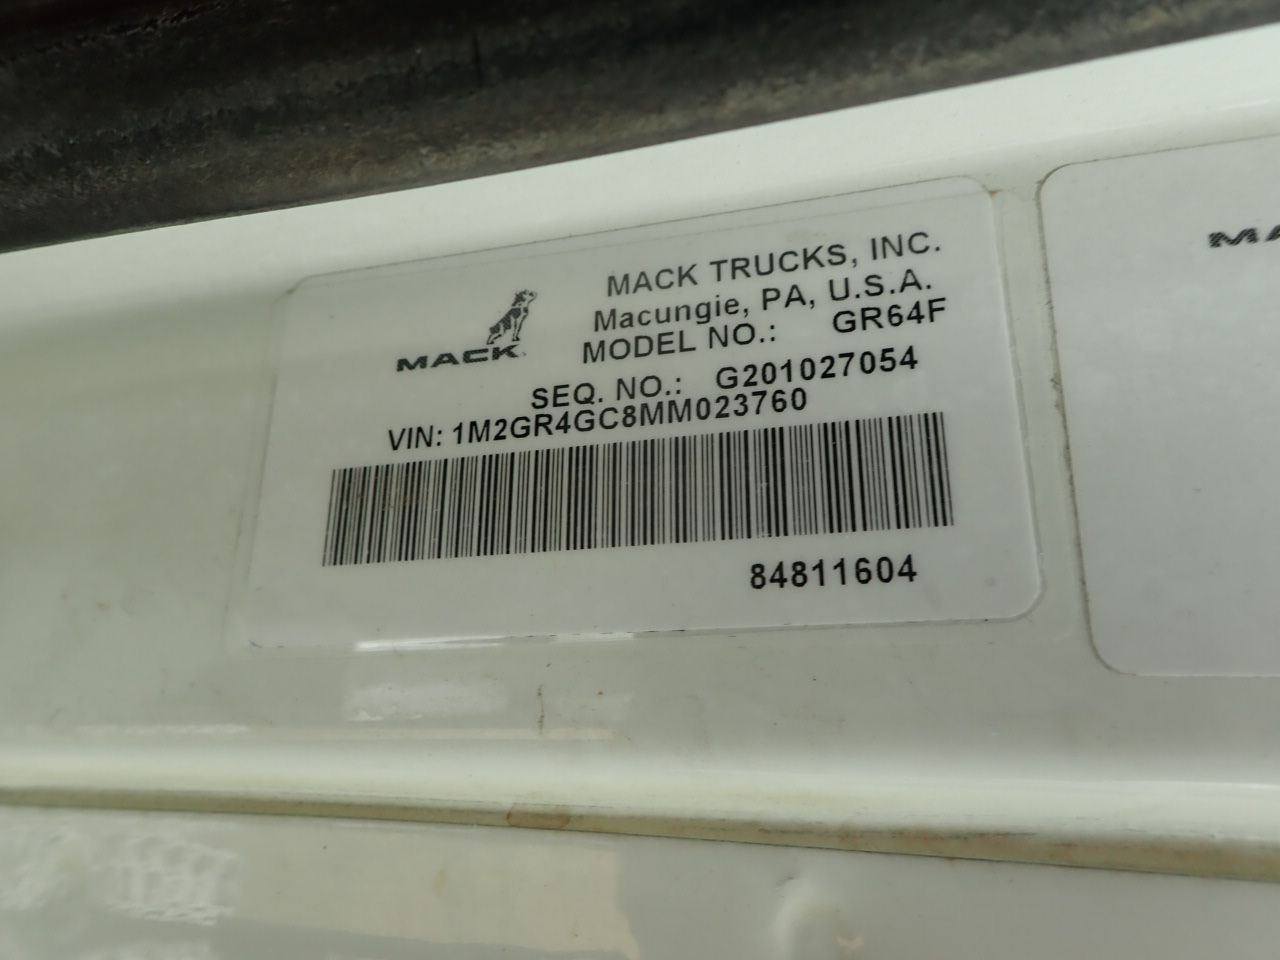 MACK TRUCKS, INC.
Macungie, PA, U.S.A.
MACK
MODEL NO.: GR64F
SEQ. NO.: G201027054
VIN: 1M2GR4GC8MM023760
84811604